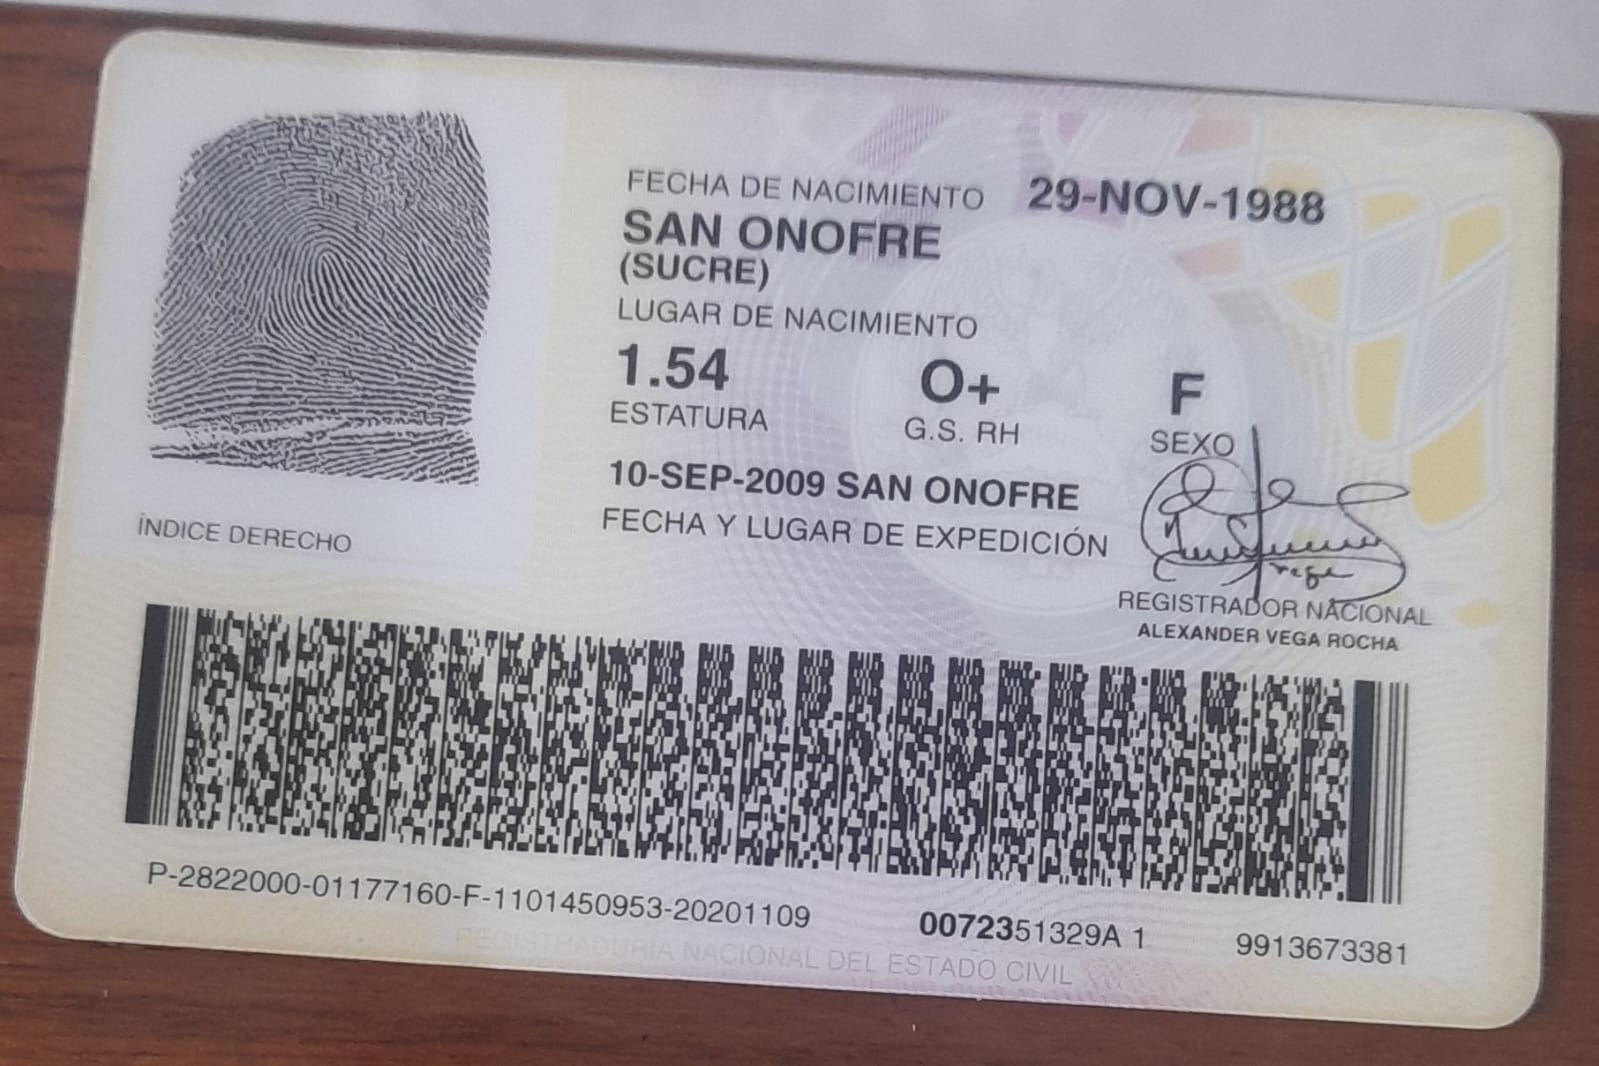 FECHA DE NACIMIENTO 29-NOV-1988
SAN ONOFRE
(SUCRE)
LUGAR DE NACIMIENTO
1.54 O+ F
ESTATURA G.S. RH SEXO
10-SEP-2009 SAN ONOFRE
FECHA Y LUGAR DE EXPEDICIÓN
ÍNDICE DERECHO
REGISTRADOR NACIONAL
ALEXANDER VEGA ROCHA
P-2822000-01177160-F-1101450953-20201109 0072351329A 1 9913673381
REGISTRADURIA NACIONAL DEL ESTADO CIVIL